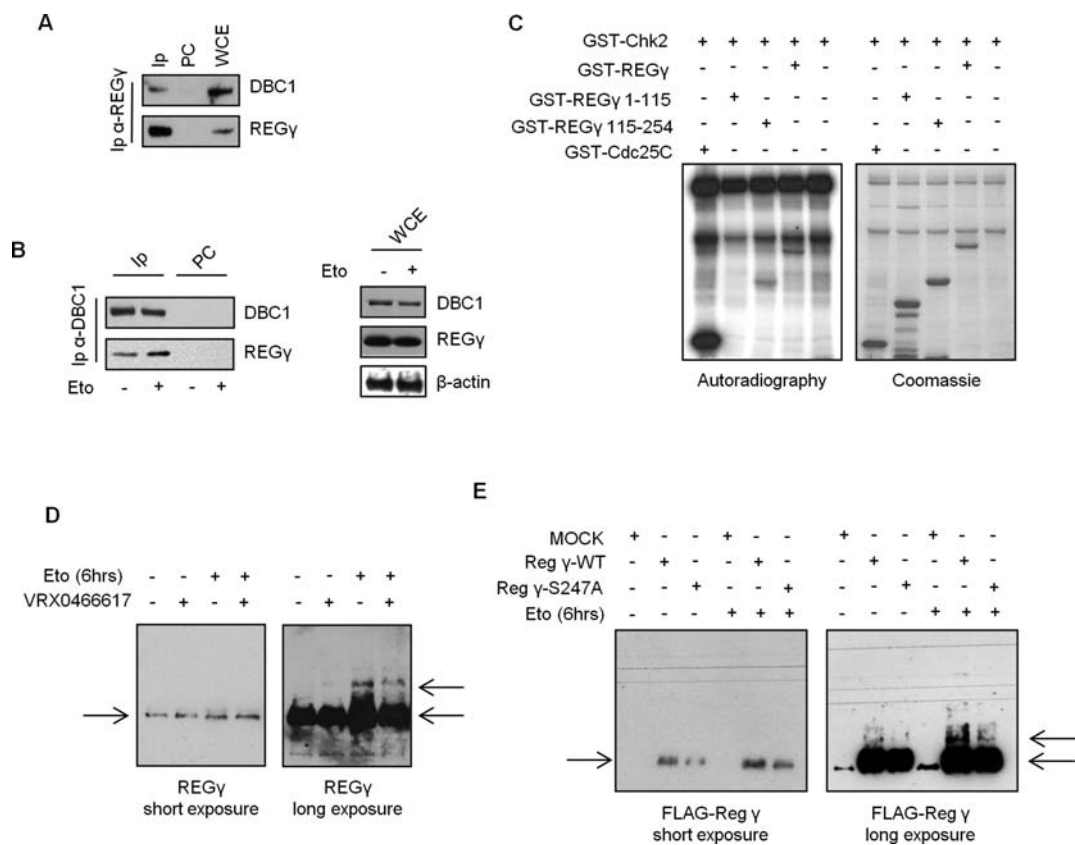 A
Ip PC WCE
Ip α-REGγ
DBC1
REGγ
B
Ip PC
Ip α-DBC1
DBC1
REGγ
Eto - + - +
WCE
Eto - +
DBC1
REGγ
β-actin
C
GST-Chk2 + + + + + + + + + +
GST-REGγ - - - + - - - - + -
GST-REGγ 1-115 - + - - - - + - - -
GST-REGγ 115-254 - - + - - - - + - -
GST-Cdc25C + - - - - + - - - -
Autoradiography Coomassie
D
Eto (6hrs) - - + + - - + +
VRX0466617 - + - + - + - +
REGγ
short exposure
REGγ
long exposure
E
MOCK + - - + - - + - - + - -
Reg γ-WT - + - - + - - + - - + -
Reg γ-S247A - - + - - + - - + - - +
Eto (6hrs) - - - + + + - - - + + +
FLAG-Reg γ
short exposure
FLAG-Reg γ
long exposure